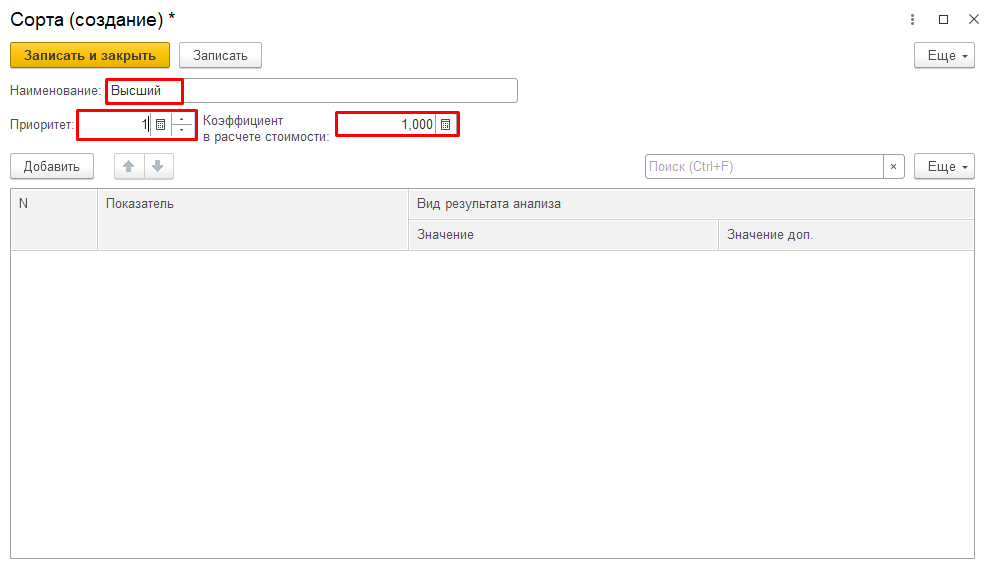 Сорта (создание) *
Записать и закрыть Записать Еще
Наименование: Высший
Приоритет: 1 Коэффициент
в расчете стоимости: 1,000
Добавить Поиск (Ctrl+F) × Еще
N Показатель Вид результата анализа
Значение Значение доп.